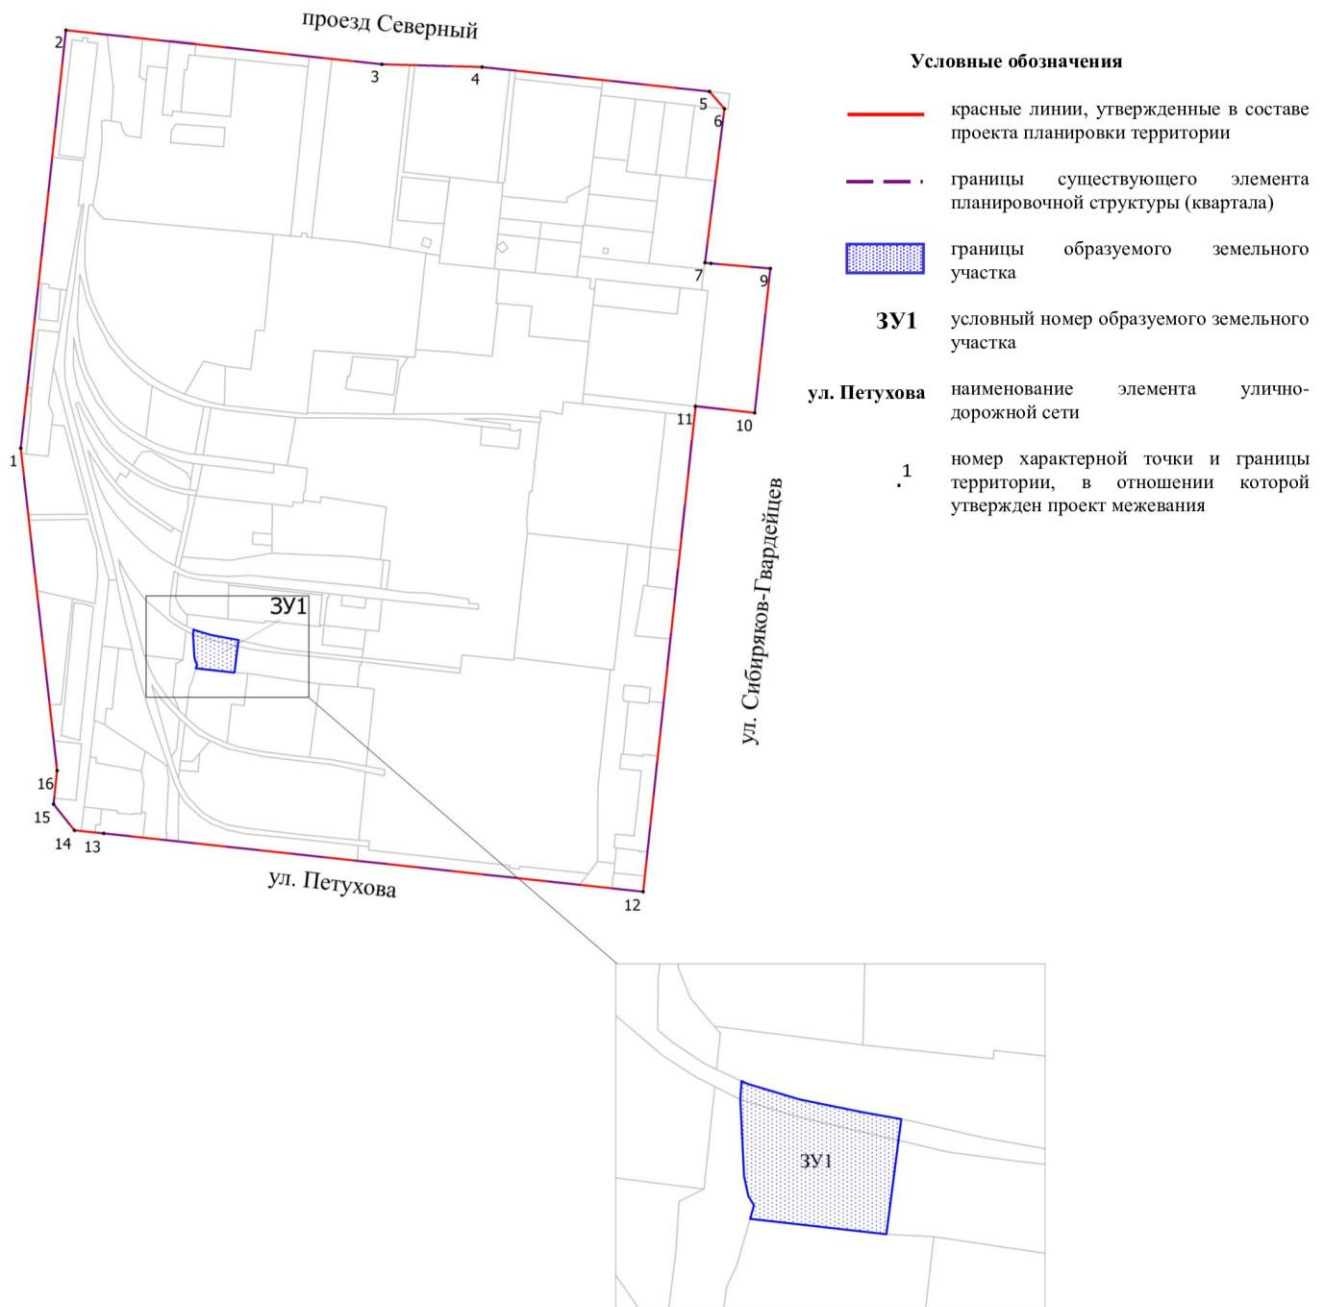 проезд Северный
2
3
4
5
6
7
9
10
11
1
16
15
14
13
12
ЗУ1
ул. Сибиряков-Гвардейцев
ул. Петухова
Условные обозначения
красные линии, утвержденные в составе
проекта планировки территории
границы существующего элемента
планировочной структуры (квартала)
границы образуемого земельного
участка
ЗУ1
условный номер образуемого земельного
участка
ул. Петухова
наименование элемента улично-
дорожной сети
1
номер характерной точки и границы
территории, в отношении которой
утвержден проект межевания
ЗУ1